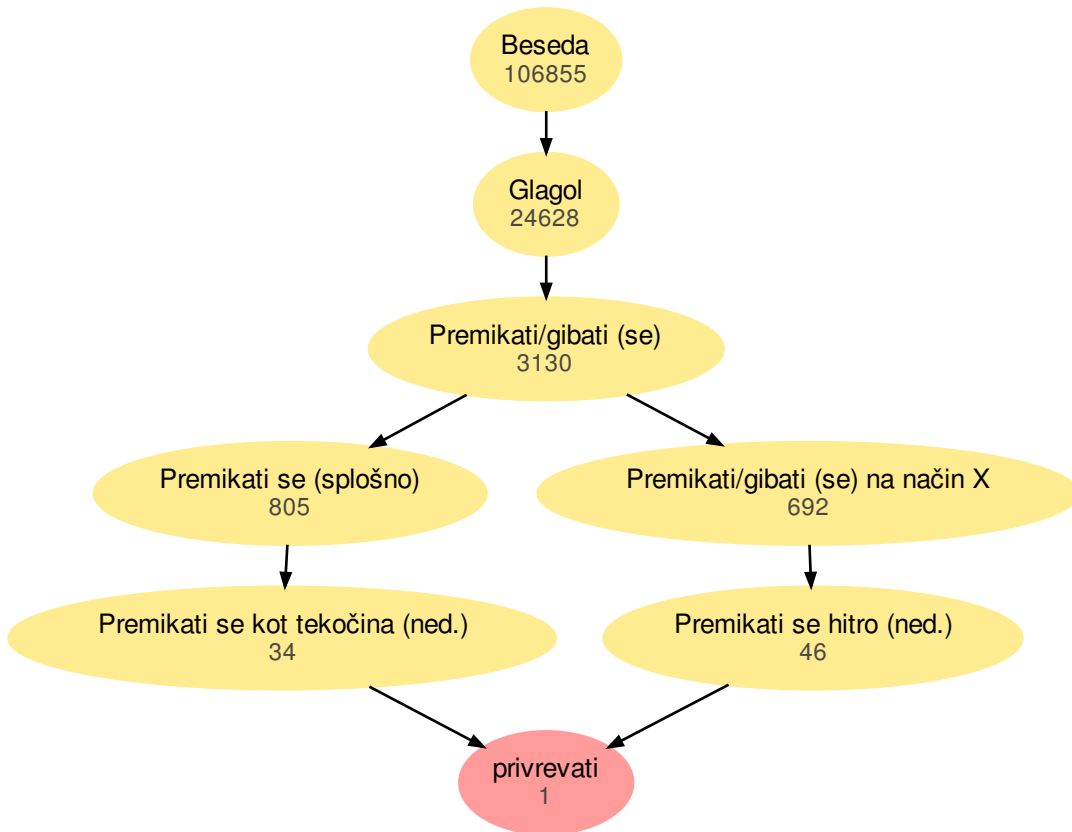 Beseda
106855
Glagol
24628
Premikati/gibati (se)
3130
Premikati se (splošno)
805
Premikati/gibati (se) na način X
692
Premikati se kot tekočina (ned.)
34
Premikati se hitro (ned.)
46
privrevati
1